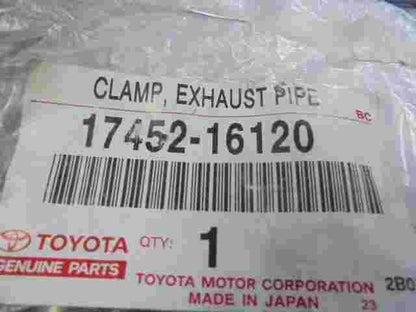 CLAMP, EXHAUST PIPE
BC
17452-16120
TOYOTA QTY: 1
GENUINE PARTS
TOYOTA MOTOR CORPORATION 2B0
MADE IN JAPAN 23